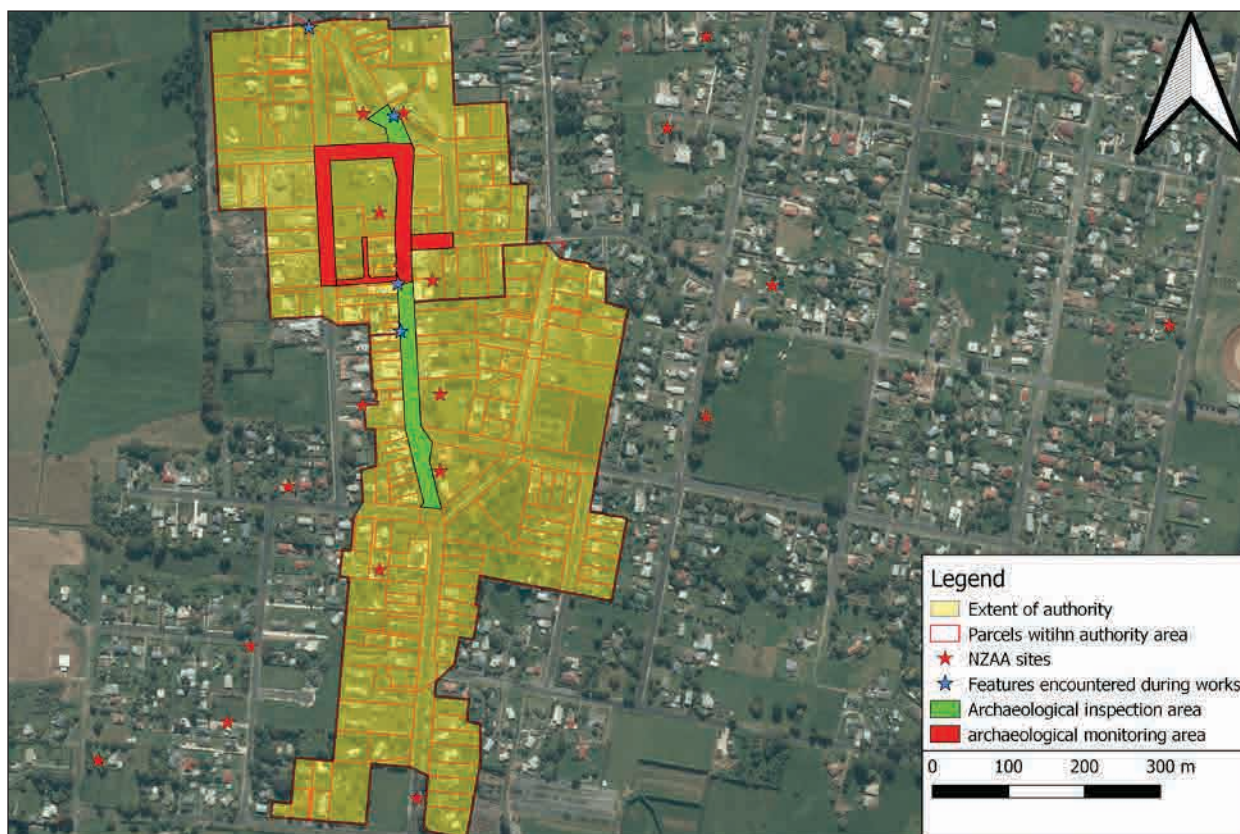 Legend
Extent of authority
Parcels witihn authority area
NZAA sites
Features encountered during works
Archaeological inspection area
archaeological monitoring area
0 100 200 300 m